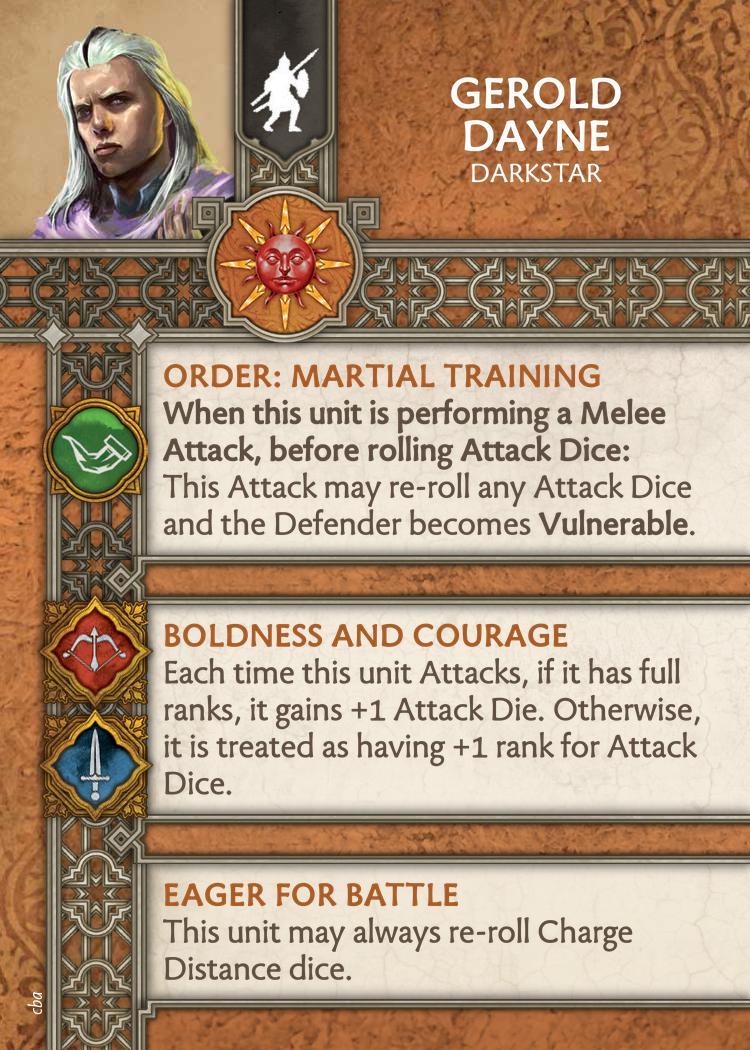 GEROLD
DAYNE
DARKSTAR
ORDER: MARTIAL TRAINING
When this unit is performing a Melee
Attack, before rolling Attack Dice:
This Attack may re-roll any Attack Dice
and the Defender becomes Vulnerable.
BOLDNESS AND COURAGE
Each time this unit Attacks, if it has full
ranks, it gains +1 Attack Die. Otherwise,
it is treated as having +1 rank for Attack
Dice.
EAGER FOR BATTLE
This unit may always re-roll Charge
Distance dice.
cba